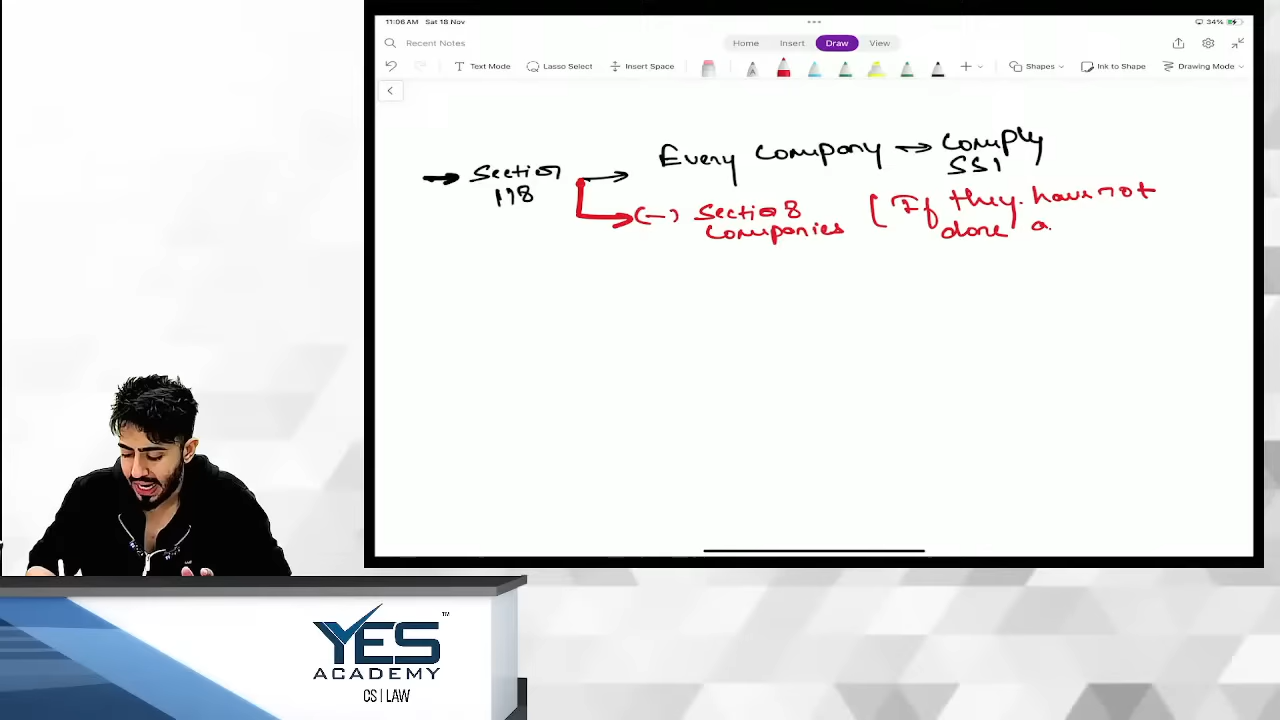 11:06 AM Sat 18 Nov
34%
Recent Notes
Home Insert Draw View
Text Mode Lasso Select Insert Space Shapes Ink to Shape Drawing Mode
Every Company → Comply
SS1
→ Section
118
(-) Section 8
Companies
[ If they have not
done a
YES
TM
ACADEMY
CS | LAW